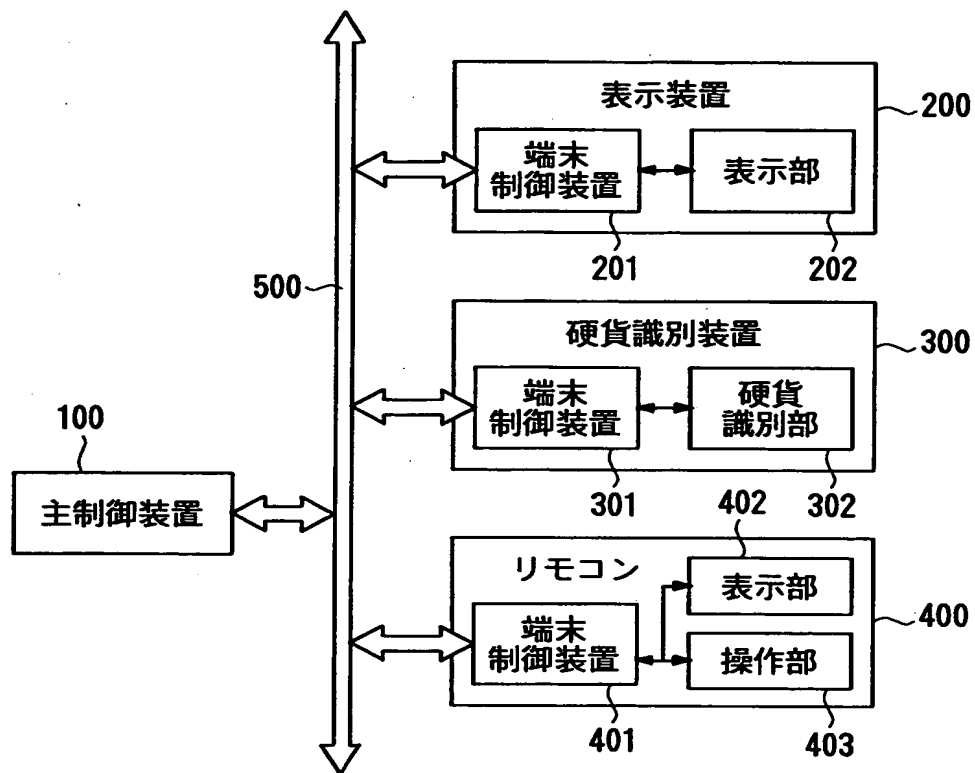 表示装置
200
端末
制御装置
表示部
201
202
500
硬貨識別装置
300
端末
制御装置
硬貨
識別部
301
302
100
主制御装置
402
リモコン
表示部
400
端末
制御装置
操作部
401
403